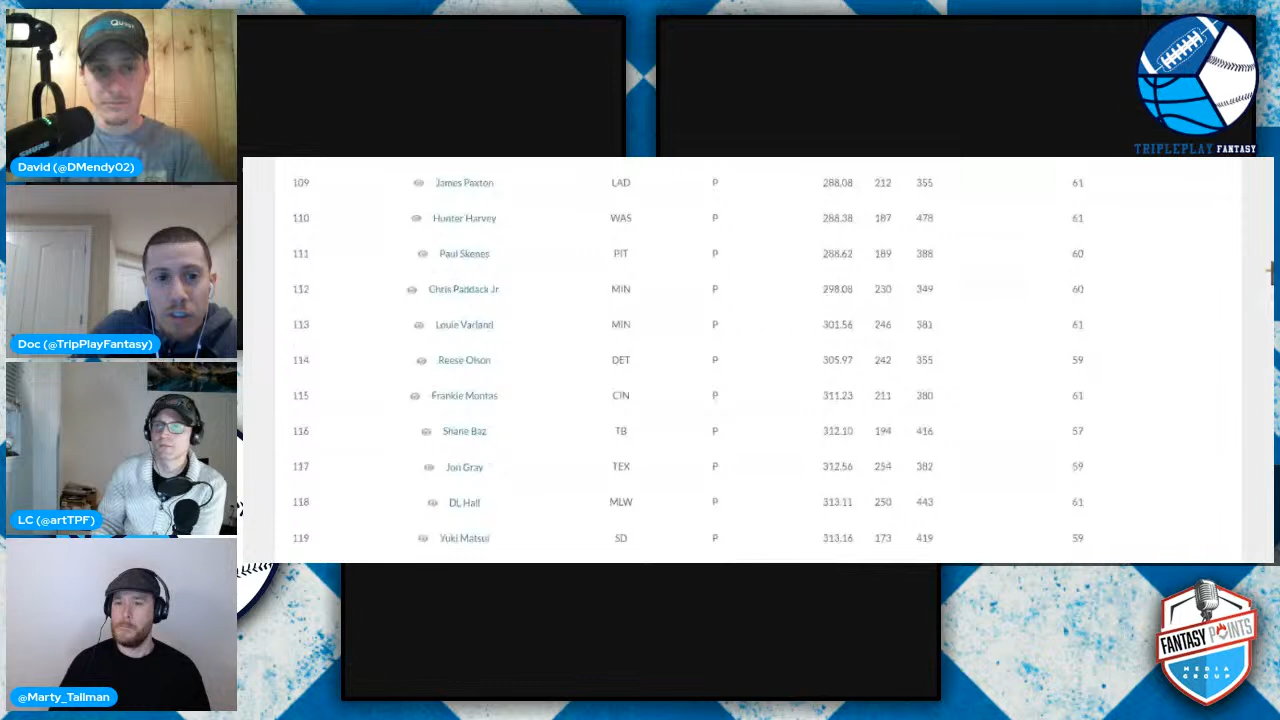 QUEST
SHURE
David (@DMendy02)
Doc (@TripPlayFantasy)
LC (@artTPF)
@Marty_Tallman
TRIPLEPLAY FANTASY
109 James Paxton LAD P 288.08 212 355 61
110 Hunter Harvey WAS P 288.38 187 478 61
111 Paul Skenes PIT P 288.62 189 388 60
112 Chris Paddack Jr MIN P 298.08 230 349 60
113 Louie Varland MIN P 301.56 246 381 61
114 Reese Olson DET P 305.97 242 355 59
115 Frankie Montas CIN P 311.23 211 380 61
116 Shane Baz TB P 312.10 194 416 57
117 Jon Gray TEX P 312.56 254 382 59
118 DL Hall MLW P 313.11 250 443 61
119 Yuki Matsui SD P 313.16 173 419 59
FANTASY POINTS
MEDIA
GROUP